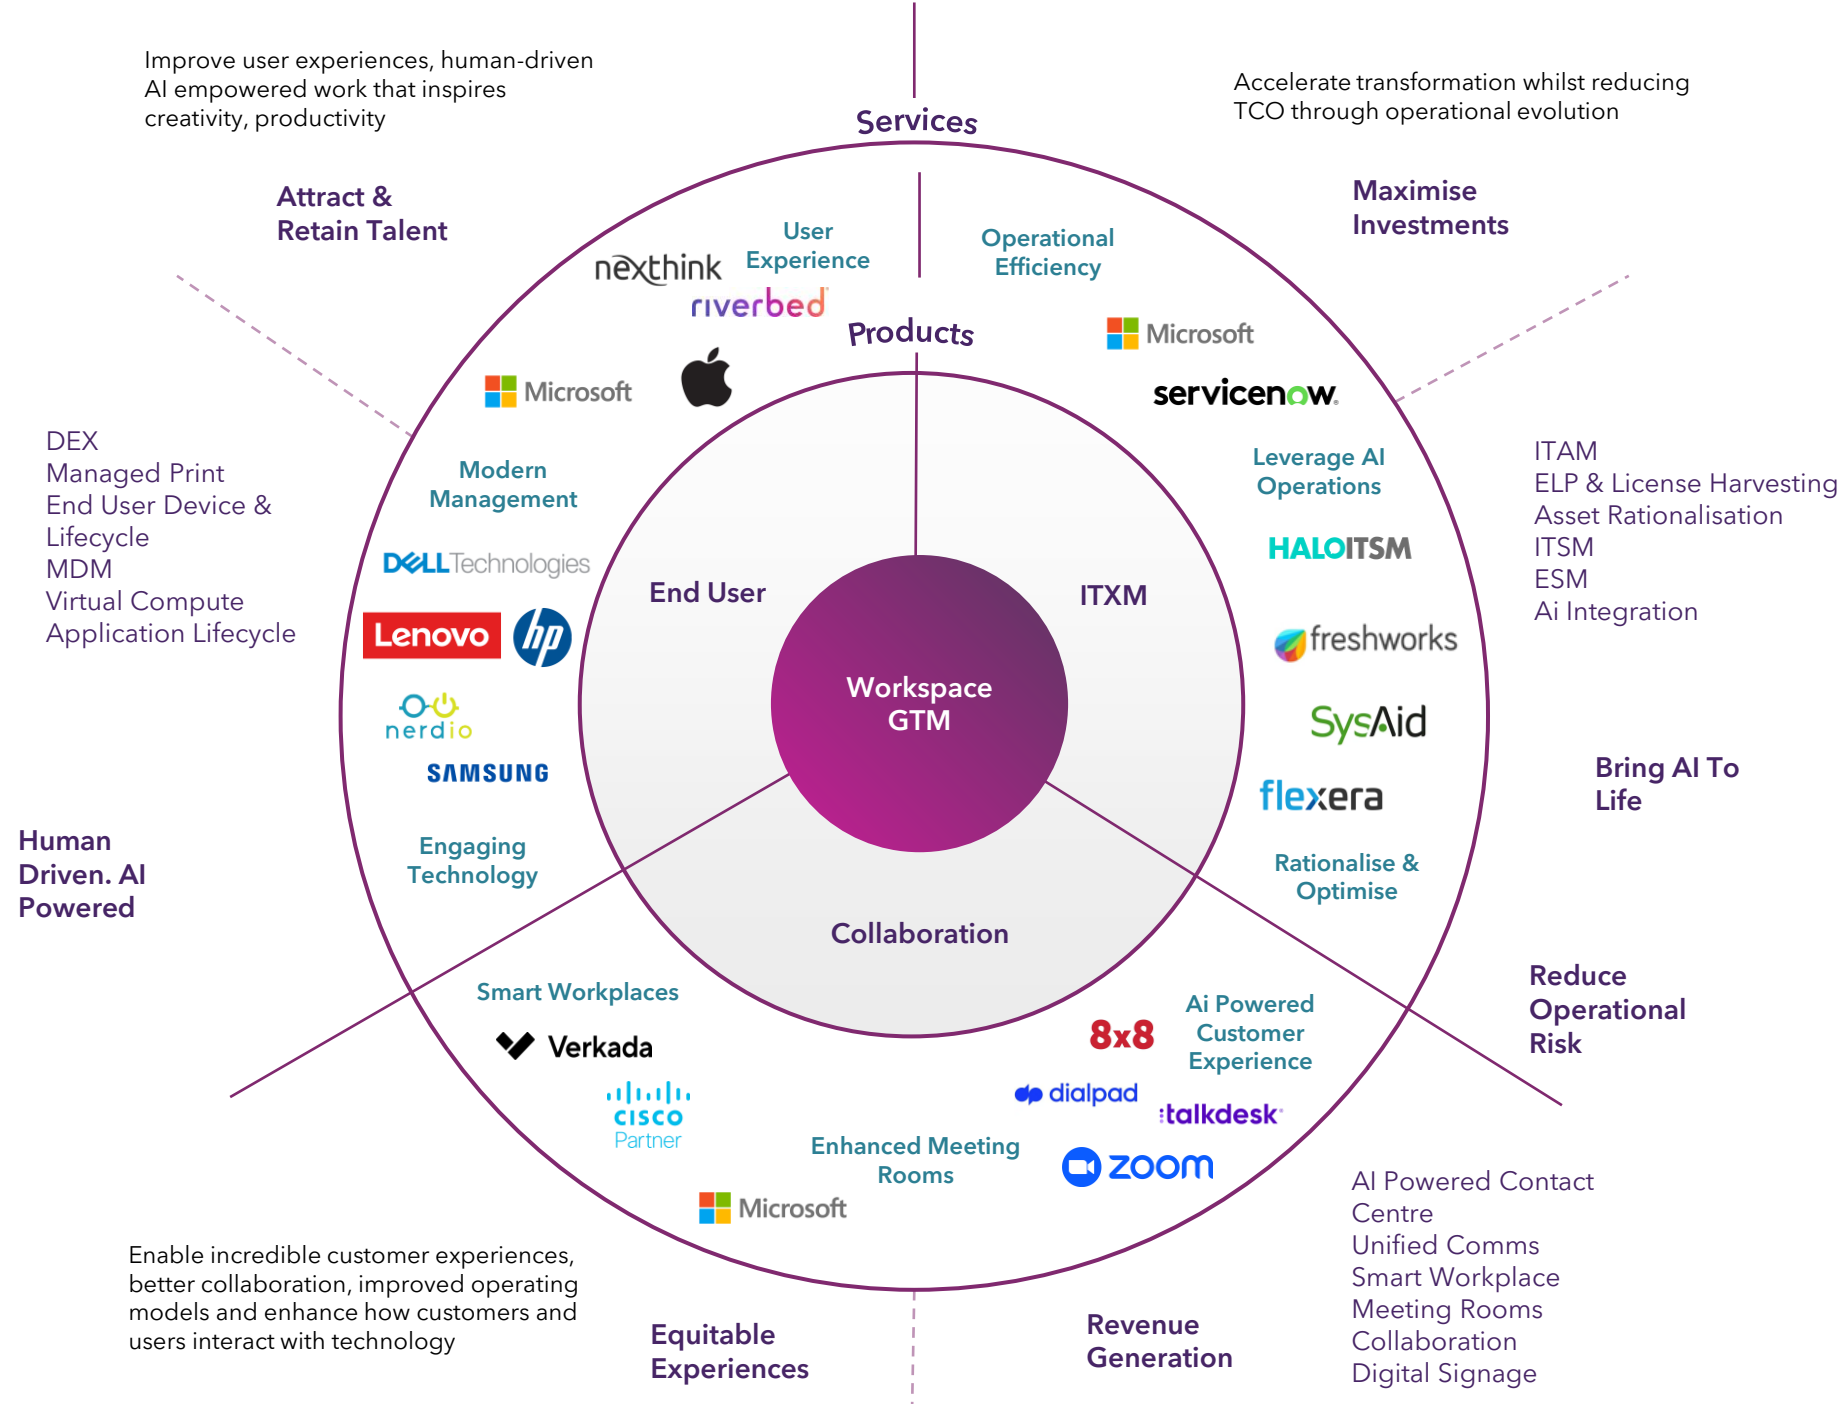 Improve user experiences, human-driven
AI empowered work that inspires
creativity, productivity
Accelerate transformation whilst reducing
TCO through operational evolution
Services
Attract &
Retain Talent
Maximise
Investments
User
Experience
nexthink
riverbed
Operational
Efficiency
Products
Microsoft
Microsoft
servicenow
DEX
Managed Print
End User Device &
Lifecycle
MDM
Virtual Compute
Application Lifecycle
Modern
Management
DELL Technologies
Lenovo
hp
nerdio
SAMSUNG
Engaging
Technology
End User
ITXM
Workspace
GTM
Collaboration
Leverage AI
Operations
HALOITSM
freshworks
SysAid
flexera
Rationalise &
Optimise
ITAM
ELP & License Harvesting
Asset Rationalisation
ITSM
ESM
Ai Integration
Bring AI To
Life
Human
Driven. AI
Powered
Reduce
Operational
Risk
Smart Workplaces
Verkada
CISCO
Partner
Enhanced Meeting
Rooms
Microsoft
8x8
Ai Powered
Customer
Experience
dialpad
:talkdesk
zoom
AI Powered Contact
Centre
Unified Comms
Smart Workplace
Meeting Rooms
Collaboration
Digital Signage
Enable incredible customer experiences,
better collaboration, improved operating
models and enhance how customers and
users interact with technology
Equitable
Experiences
Revenue
Generation